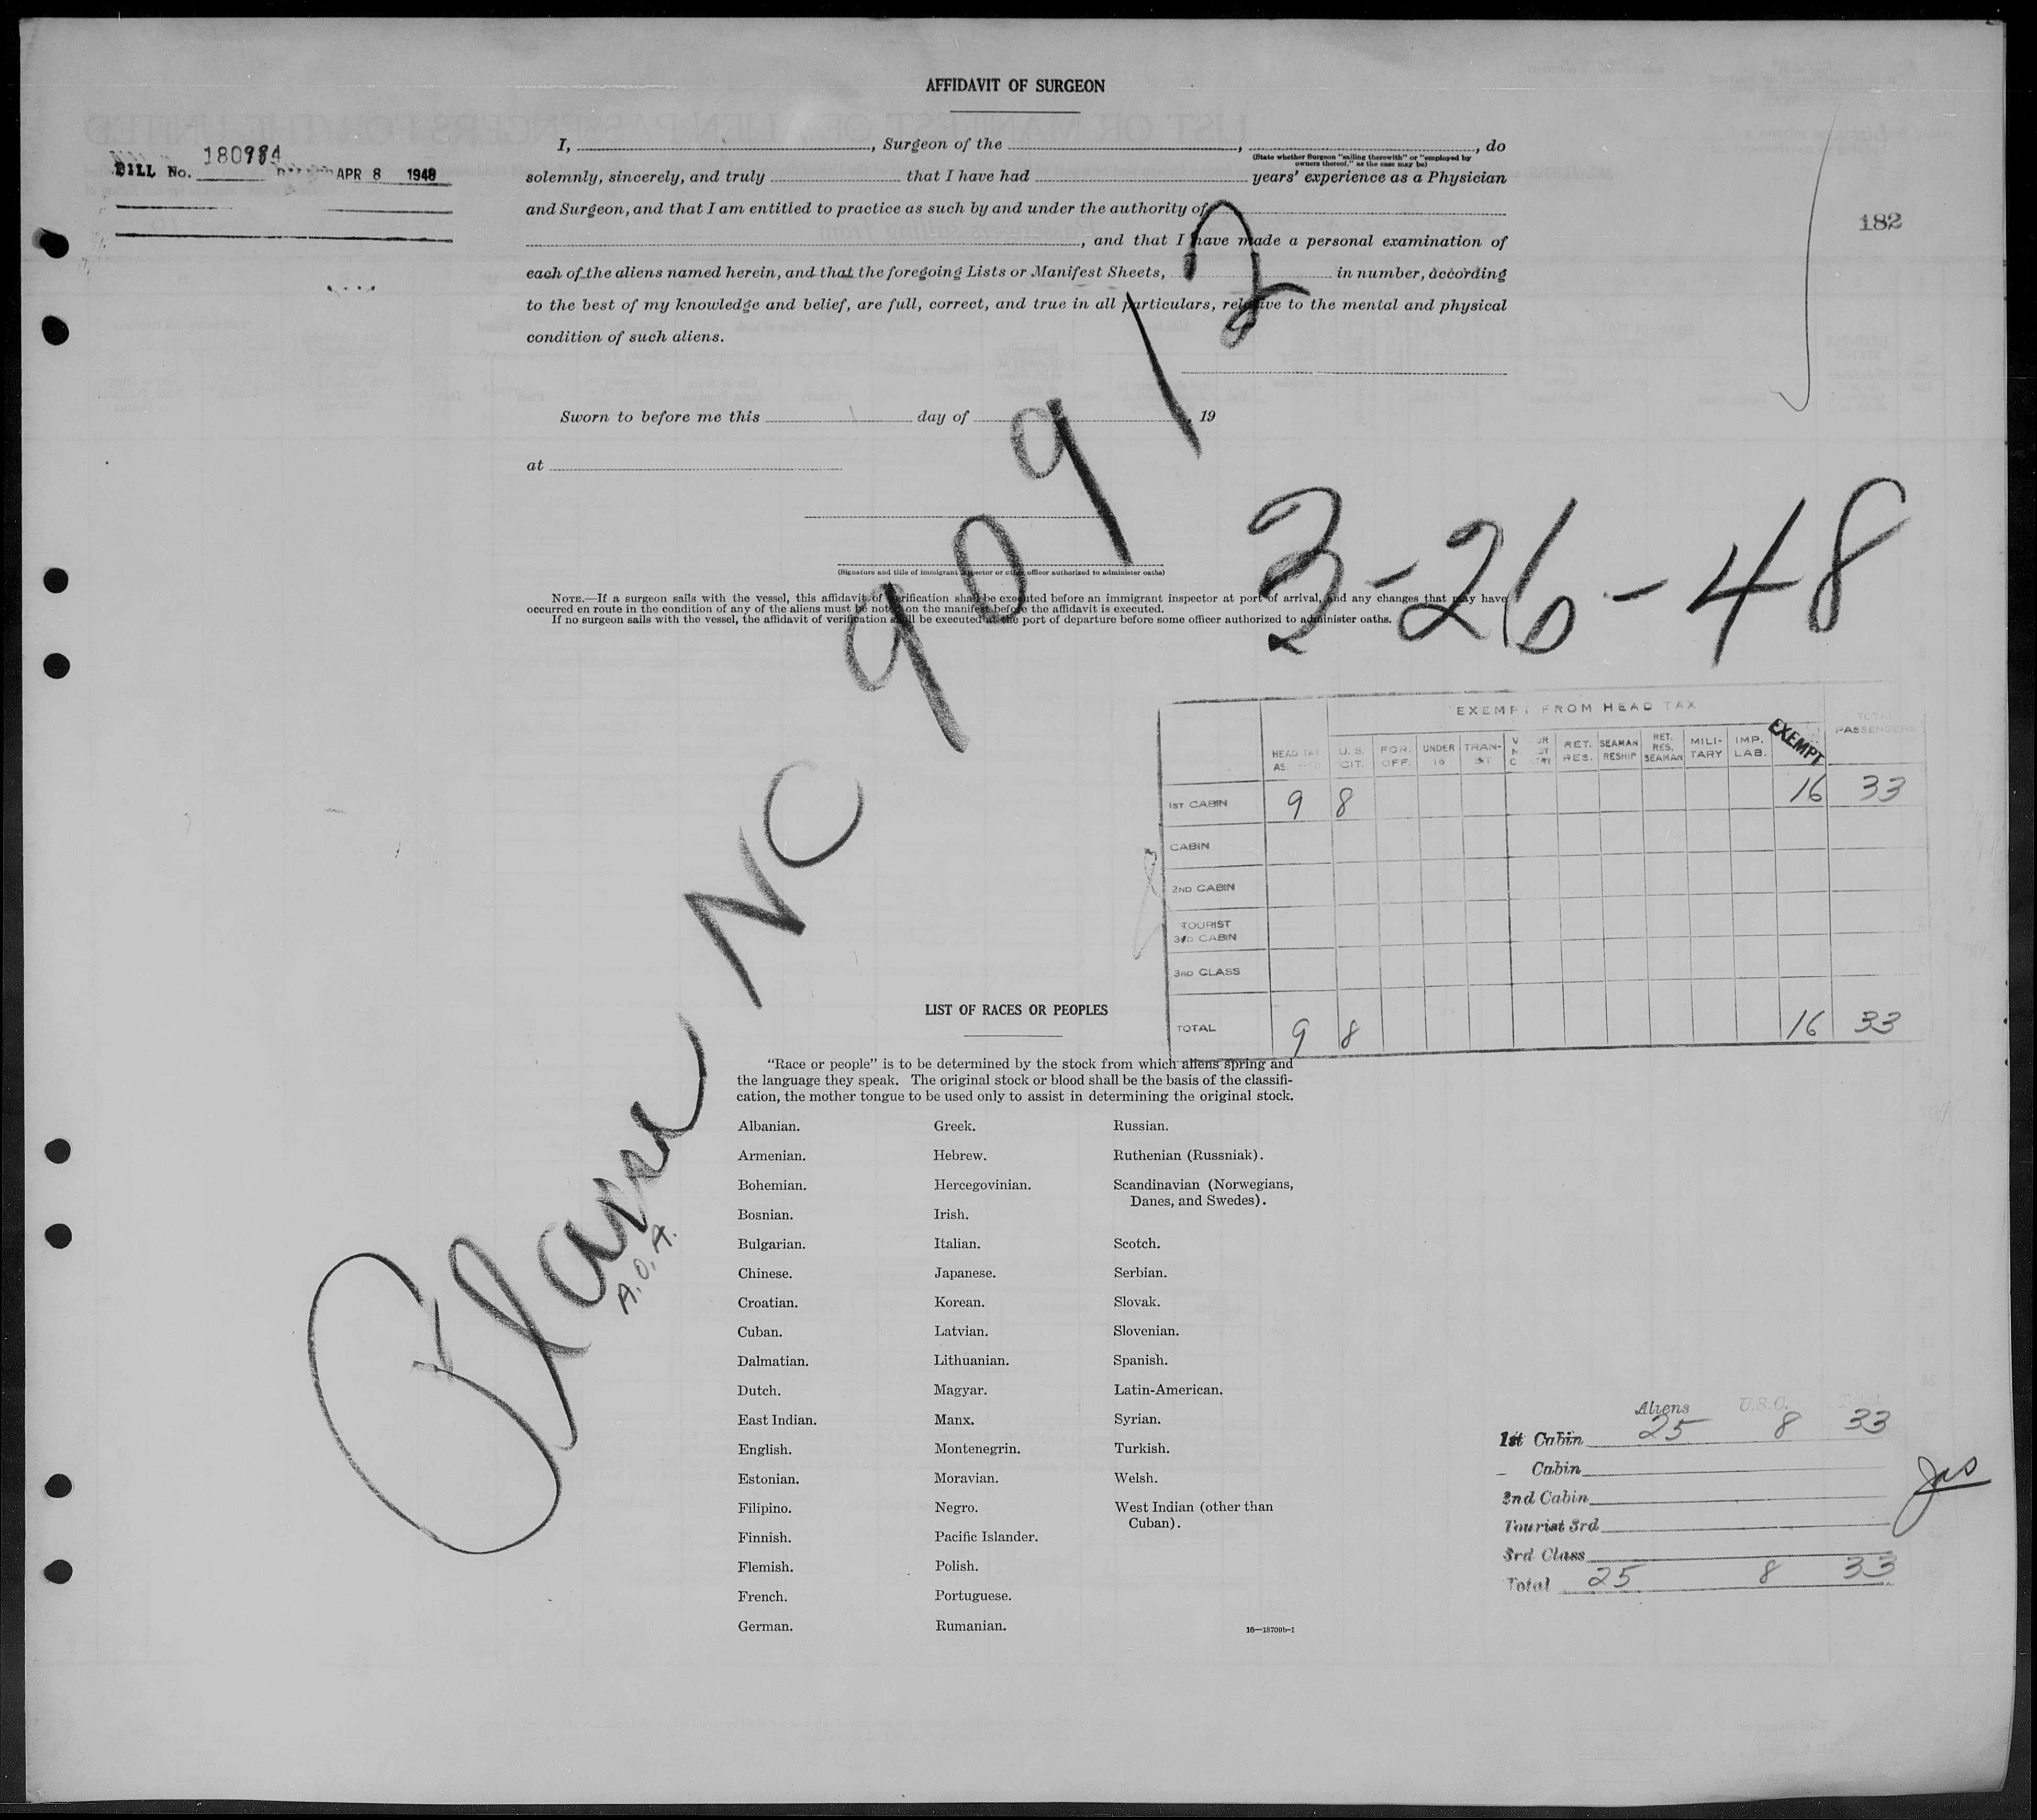 AFFIDAVIT OF SURGEON
BILL No. 180984 APR 8 1948
I, , Surgeon of the , , do
(State whether Surgeon "sailing therewith" or "employed by
owners thereof," as the case may be)
solemnly, sincerely, and truly that I have had years' experience as a Physician
and Surgeon, and that I am entitled to practice as such by and under the authority of
, and that I have made a personal examination of
each of the aliens named herein, and that the foregoing Lists or Manifest Sheets, in number, according
to the best of my knowledge and belief, are full, correct, and true in all particulars, relative to the mental and physical
condition of such aliens.
182
Sworn to before me this day of , 19
at
(Signature and title of immigrant inspector or other officer authorized to administer oaths)
NOTE.—If a surgeon sails with the vessel, this affidavit of verification shall be executed before an immigrant inspector at port of arrival, and any changes that may have
occurred en route in the condition of any of the aliens must be noted on the manifest before the affidavit is executed.
If no surgeon sails with the vessel, the affidavit of verification shall be executed at the port of departure before some officer authorized to administer oaths.
Plane NC 90912
A.O.A.
3-26-48
EXEMPT FROM HEAD TAX
HEAD TAX U.S. CIT. FOR. OFF. UNDER 16 TRANSIT RET. RES. SEAMAN RESHIP RET. RES. SEAMAN MILITARY IMP. LAB. EXEMPT TOTAL PASSENGERS
1ST CABIN 9 8 16 33
CABIN
2ND CABIN
TOURIST
3RD CABIN
3RD CLASS
TOTAL 9 8 16 33
LIST OF RACES OR PEOPLES
"Race or people" is to be determined by the stock from which aliens spring and
the language they speak. The original stock or blood shall be the basis of the classifi-
cation, the mother tongue to be used only to assist in determining the original stock.
Albanian.
Armenian.
Bohemian.
Bosnian.
Bulgarian.
Chinese.
Croatian.
Cuban.
Dalmatian.
Dutch.
East Indian.
English.
Estonian.
Filipino.
Finnish.
Flemish.
French.
German.
Greek.
Hebrew.
Hercegovinian.
Irish.
Italian.
Japanese.
Korean.
Latvian.
Lithuanian.
Magyar.
Manx.
Montenegrin.
Moravian.
Negro.
Pacific Islander.
Polish.
Portuguese.
Rumanian.
Russian.
Ruthenian (Russniak).
Scandinavian (Norwegians,
Danes, and Swedes).
Scotch.
Serbian.
Slovak.
Slovenian.
Spanish.
Latin-American.
Syrian.
Turkish.
Welsh.
West Indian (other than
Cuban).
16—18700b-1
Aliens U.S.C. Total
1st Cabin 25 8 33
Cabin
2nd Cabin
Tourist 3rd
3rd Class
Total 25 8 33